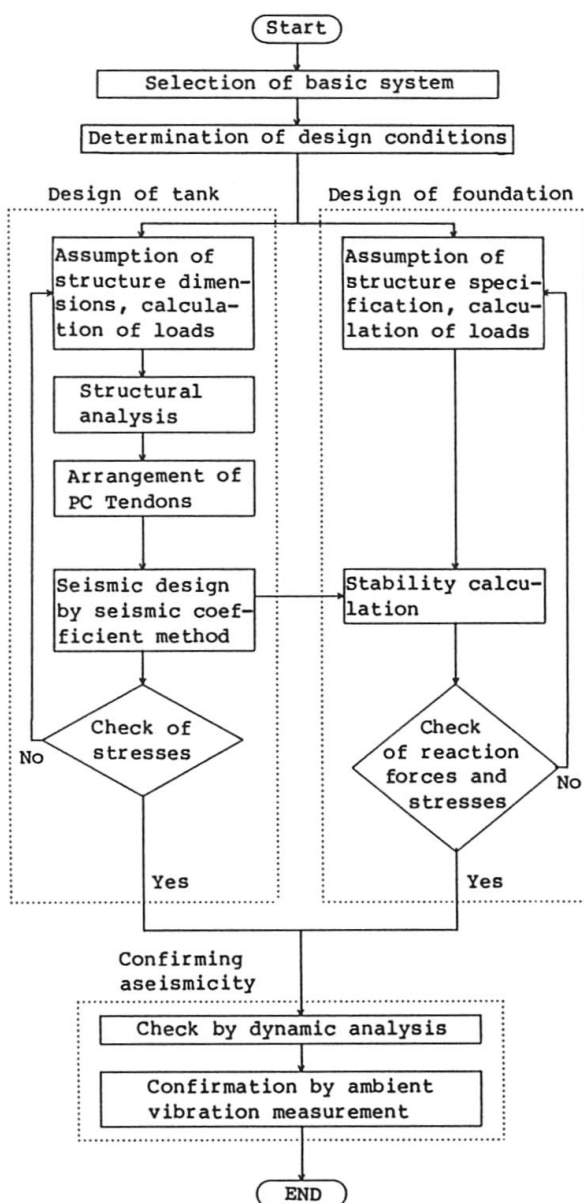 Start
Selection of basic system
Determination of design conditions
Design of tank
Design of foundation
Assumption of
structure dimen-
sions, calcula-
tion of loads
Assumption of
structure speci-
fication, calcu-
lation of loads
Structural
analysis
Arrangement of
PC Tendons
Seismic design
by seismic coef-
ficient method
Stability calcu-
lation
Check of
stresses
No
Check
of reaction
forces and
stresses
No
Yes
Yes
Confirming
aseismicity
Check by dynamic analysis
Confirmation by ambient
vibration measurement
END